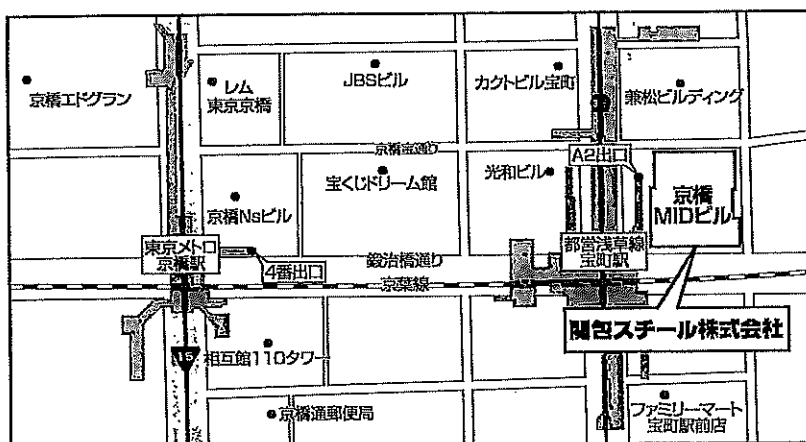 京橋エドグラン
レム
東京京橋
JBSビル
カクトビル宝町
兼松ビルディング
京橋宝通り
宝くじドリーム館
光和ビル
A2出口
京橋
MIDビル
京橋Nsビル
東京メトロ
京橋駅
4番出口
鍛治橋通り
京葉線
都営浅草線
宝町駅
関包スチール株式会社
15
相互館110タワー
京橋通郵便局
ファミリーマート
宝町駅前店